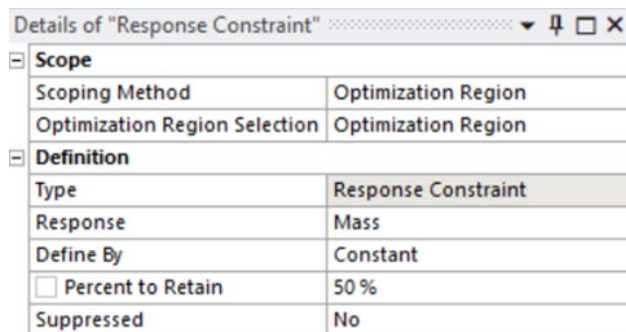 Details of "Response Constraint"
Scope
Scoping Method Optimization Region
Optimization Region Selection Optimization Region
Definition
Type Response Constraint
Response Mass
Define By Constant
Percent to Retain 50 %
Suppressed No